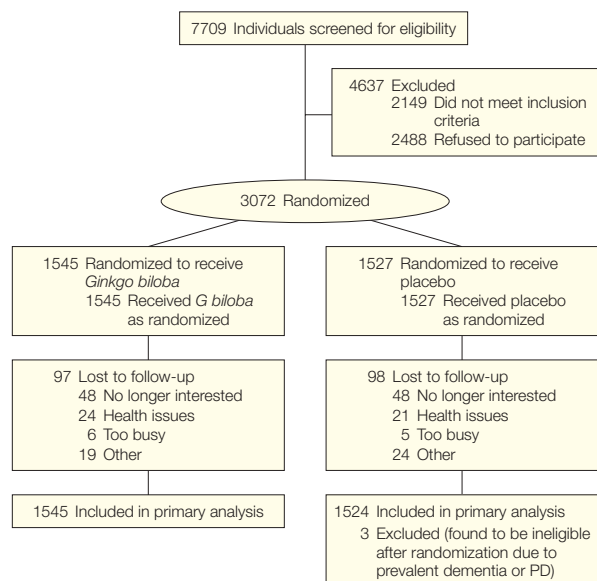 7709 Individuals screened for eligibility
4637 Excluded
2149 Did not meet inclusion
criteria
2488 Refused to participate
3072 Randomized
1545 Randomized to receive
Ginkgo biloba
1545 Received G biloba
as randomized
1527 Randomized to receive
placebo
1527 Received placebo
as randomized
97 Lost to follow-up
48 No longer interested
24 Health issues
6 Too busy
19 Other
98 Lost to follow-up
48 No longer interested
21 Health issues
5 Too busy
24 Other
1545 Included in primary analysis
1524 Included in primary analysis
3 Excluded (found to be ineligible
after randomization due to
prevalent dementia or PD)